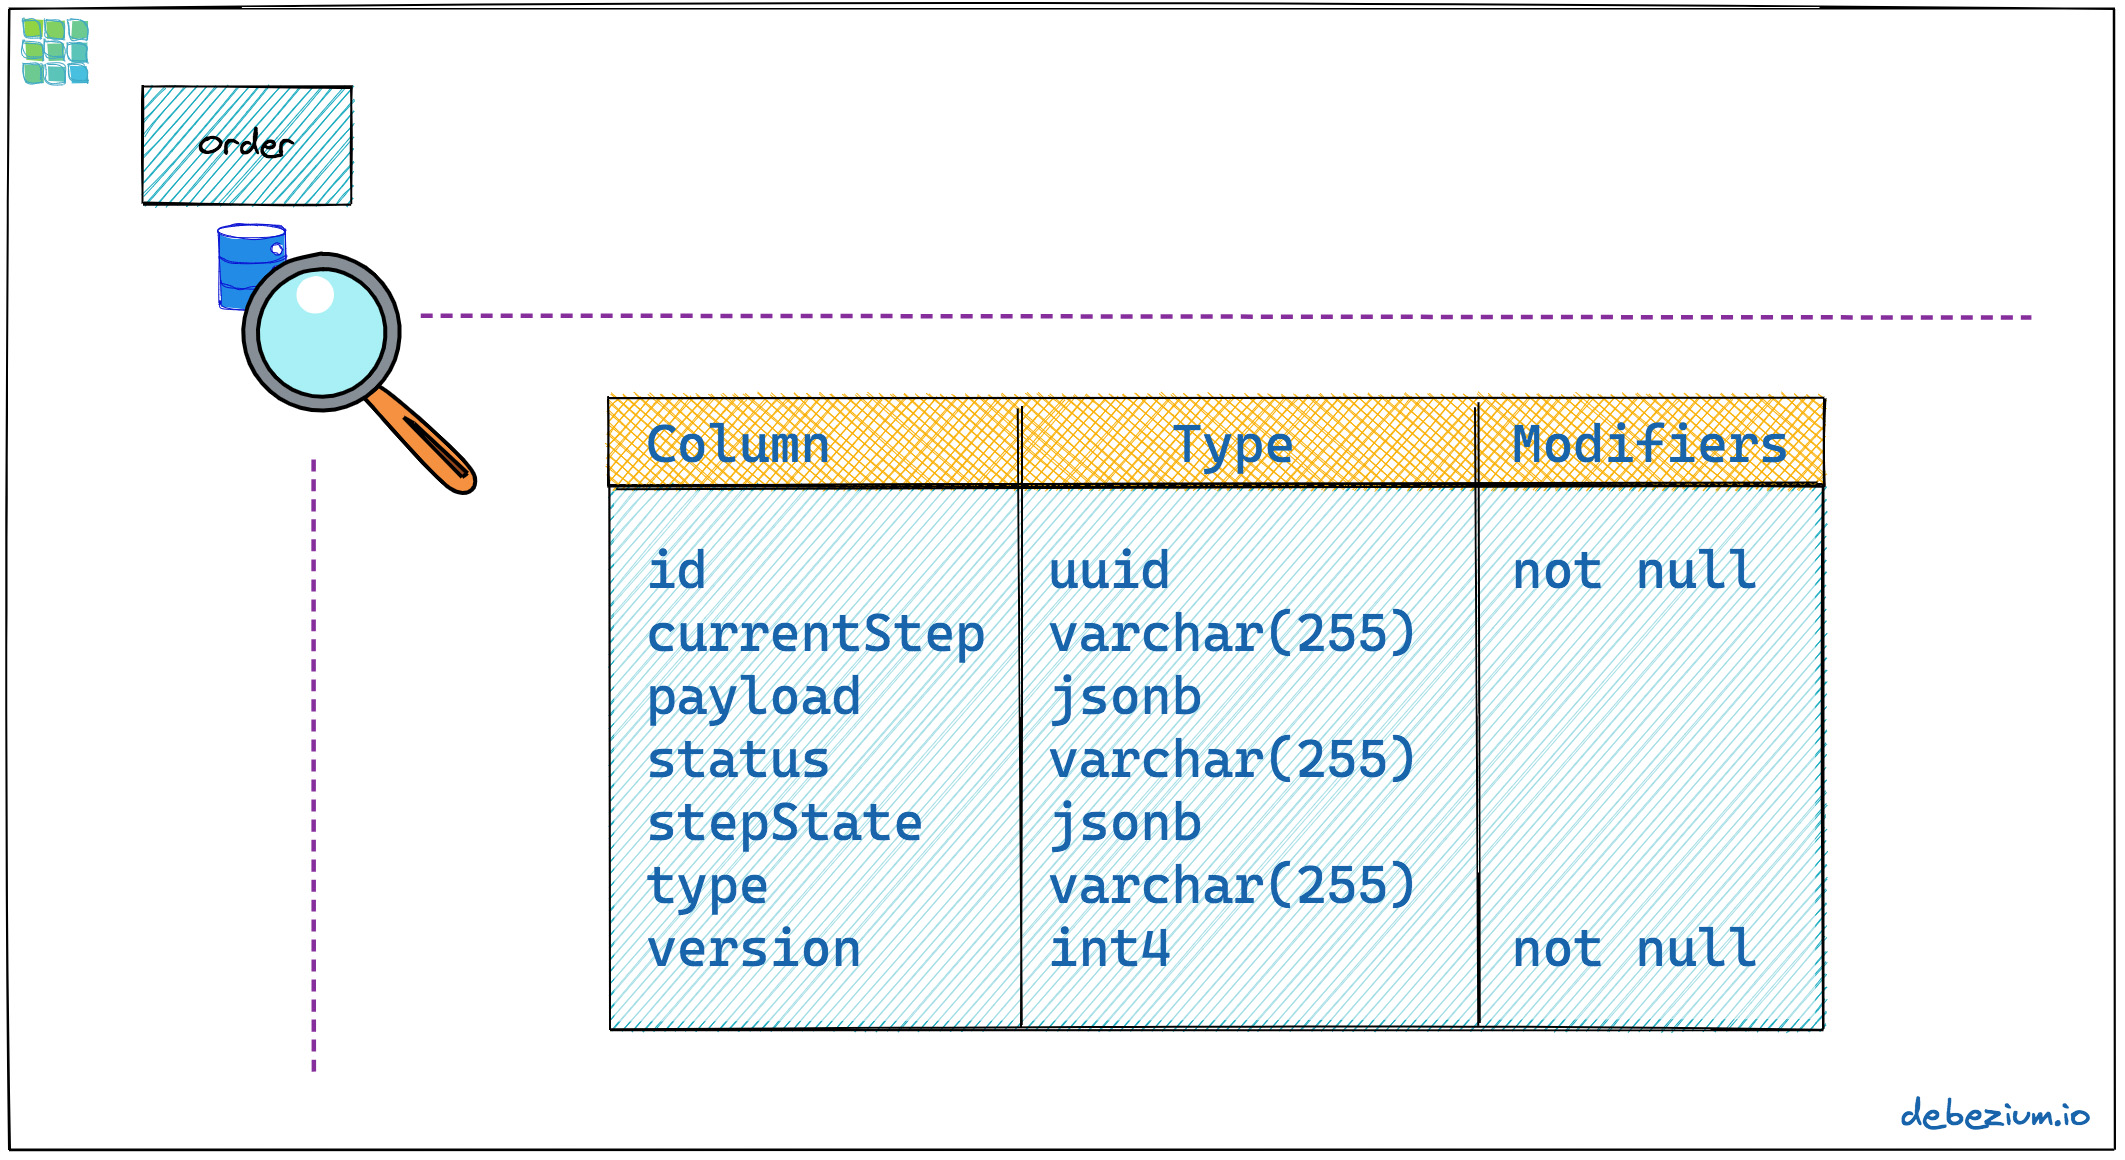 order
Column Type Modifiers
id uuid not null
currentStep varchar(255)
payload jsonb
status varchar(255)
stepState jsonb
type varchar(255)
version int4 not null
debezium.io